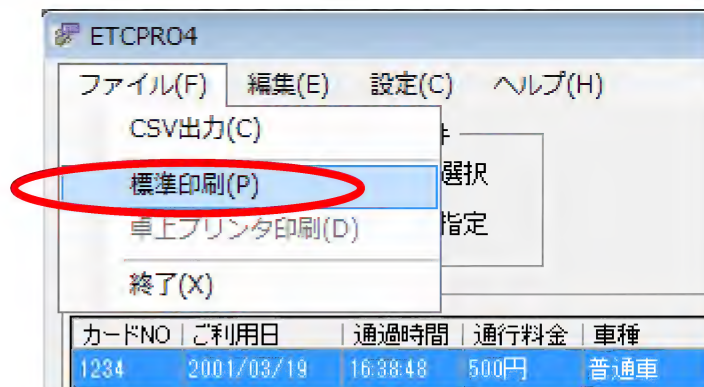 ETCPRO4
ファイル(F) 編集(E) 設定(C) ヘルプ(H)
CSV出力(C)
標準印刷(P)
選択
卓上プリンタ印刷(D)
指定
終了(X)
カードNO ご利用日 通過時間 通行料金 車種
1234 2001/03/19 16:38:48 500円 普通車